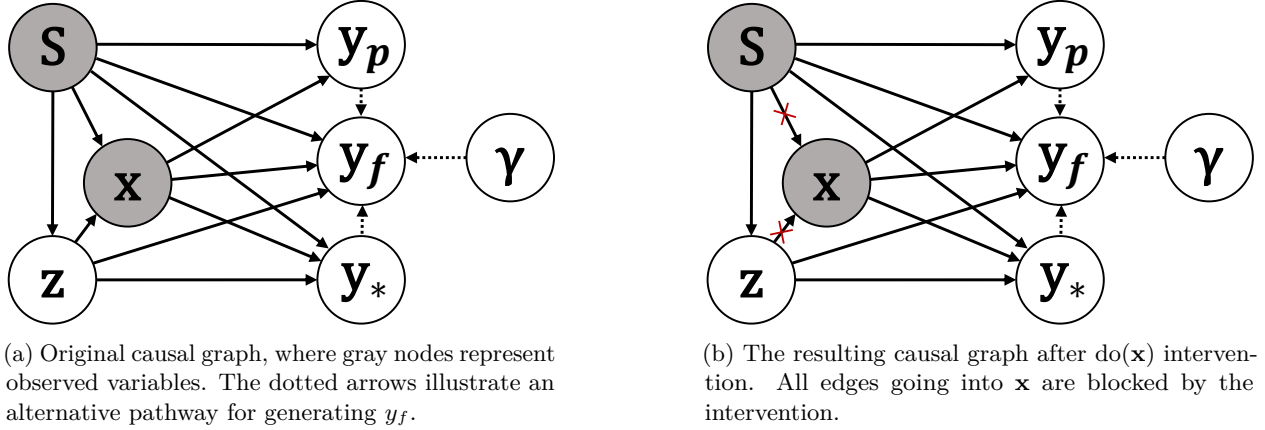 S
y_p
x
y_f
γ
z
y_*
(a) Original causal graph, where gray nodes represent
observed variables. The dotted arrows illustrate an
alternative pathway for generating y_f.
S
y_p
x
y_f
γ
z
y_*
(b) The resulting causal graph after do(x) interven-
tion. All edges going into x are blocked by the
intervention.